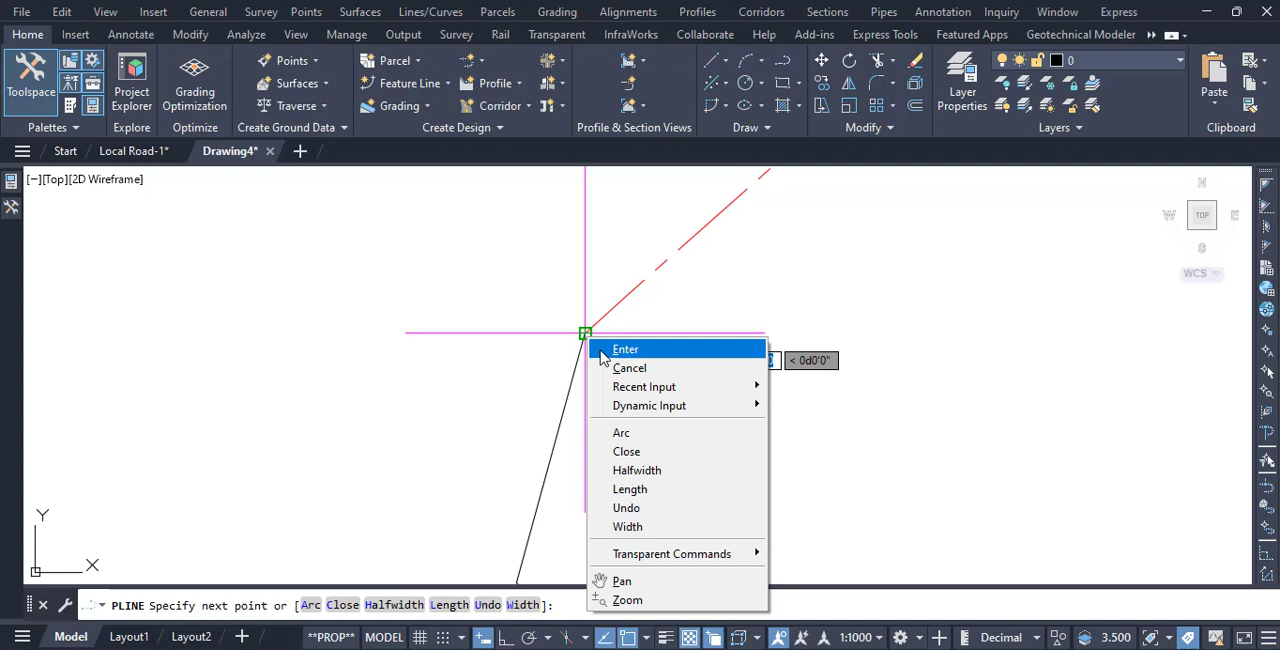 File Edit View Insert General Survey Points Surfaces Lines/Curves Parcels Grading Alignments Profiles Corridors Sections Pipes Annotation Inquiry Window Express
Home Insert Annotate Modify Analyze View Manage Output Survey Rail Transparent InfraWorks Collaborate Help Add-ins Express Tools Featured Apps Geotechnical Modeler
Toolspace
Palettes
Project
Explorer
Explore
Grading
Optimization
Optimize
Points
Surfaces
Traverse
Create Ground Data
Parcel
Feature Line
Grading
Profile
Corridor
Create Design
Profile & Section Views
Draw
Modify
Layer
Properties
0
Layers
Paste
Clipboard
Start Local Road-1* Drawing4*
[−][Top][2D Wireframe]
N
W TOP E
S
WCS
0 < 0d0'0"
Enter
Cancel
Recent Input
Dynamic Input
Arc
Close
Halfwidth
Length
Undo
Width
Transparent Commands
Pan
Zoom
Y
X
PLINE Specify next point or [Arc Close Halfwidth Length Undo Width]:
Model Layout1 Layout2 **PROP** MODEL 1:1000 Decimal 3.500